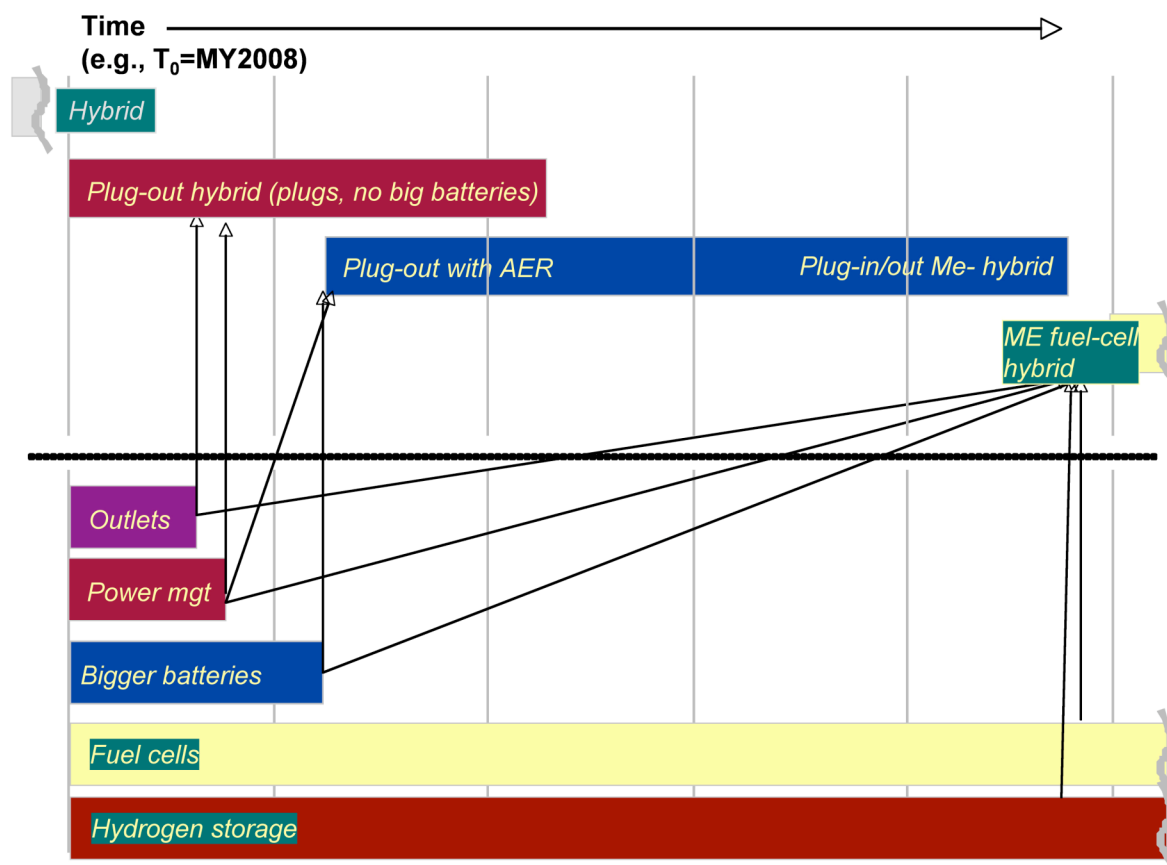 Time
(e.g., T₀=MY2008)
Hybrid
Plug-out hybrid (plugs, no big batteries)
Plug-out with AER
Plug-in/out Me- hybrid
ME fuel-cell
hybrid
Outlets
Power mgt
Bigger batteries
Fuel cells
Hydrogen storage